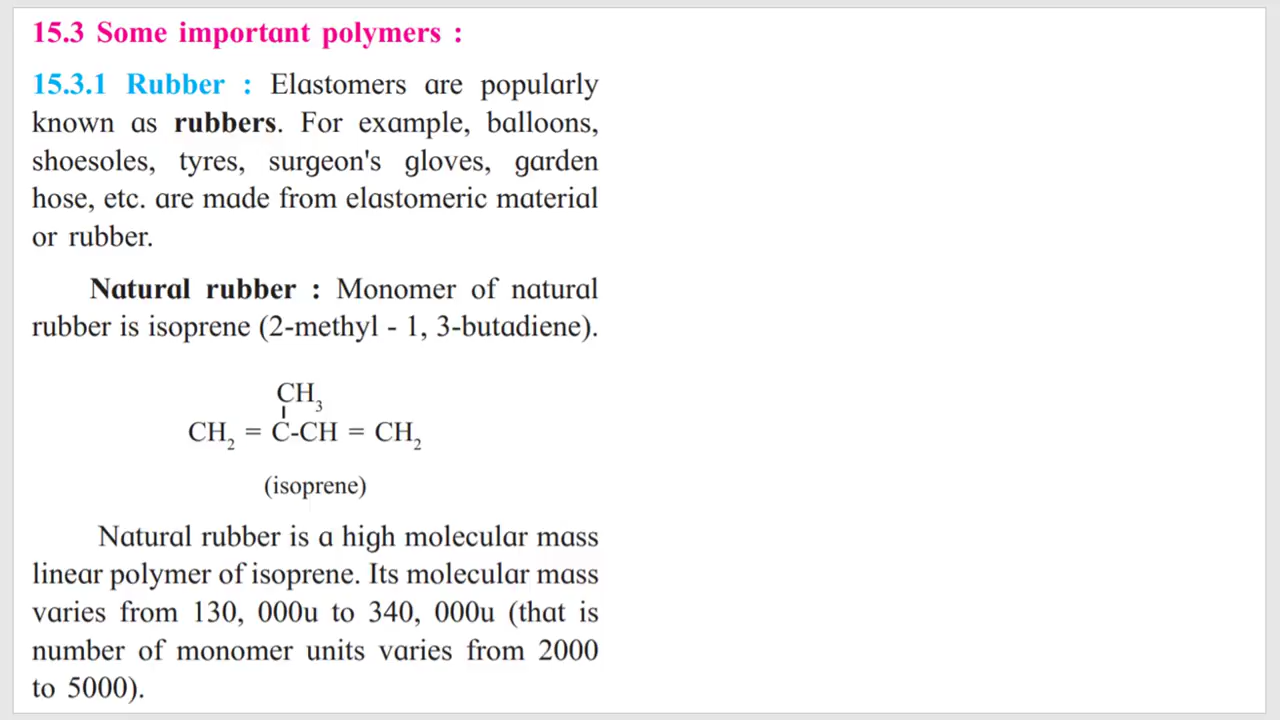 15.3 Some important polymers :
15.3.1 Rubber : Elastomers are popularly
known as rubbers. For example, balloons,
shoesoles, tyres, surgeon's gloves, garden
hose, etc. are made from elastomeric material
or rubber.
Natural rubber : Monomer of natural
rubber is isoprene (2-methyl - 1, 3-butadiene).
CH₃
CH₂ = C-CH = CH₂
(isoprene)
Natural rubber is a high molecular mass
linear polymer of isoprene. Its molecular mass
varies from 130, 000u to 340, 000u (that is
number of monomer units varies from 2000
to 5000).